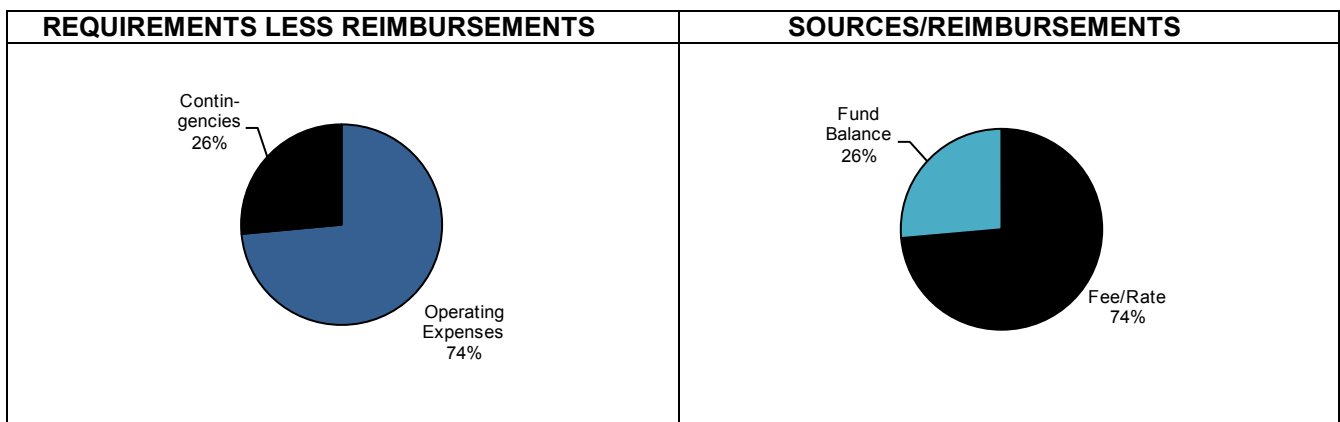 REQUIREMENTS LESS REIMBURSEMENTS
SOURCES/REIMBURSEMENTS
Contin-
gencies
26%
Operating
Expenses
74%
Fund
Balance
26%
Fee/Rate
74%